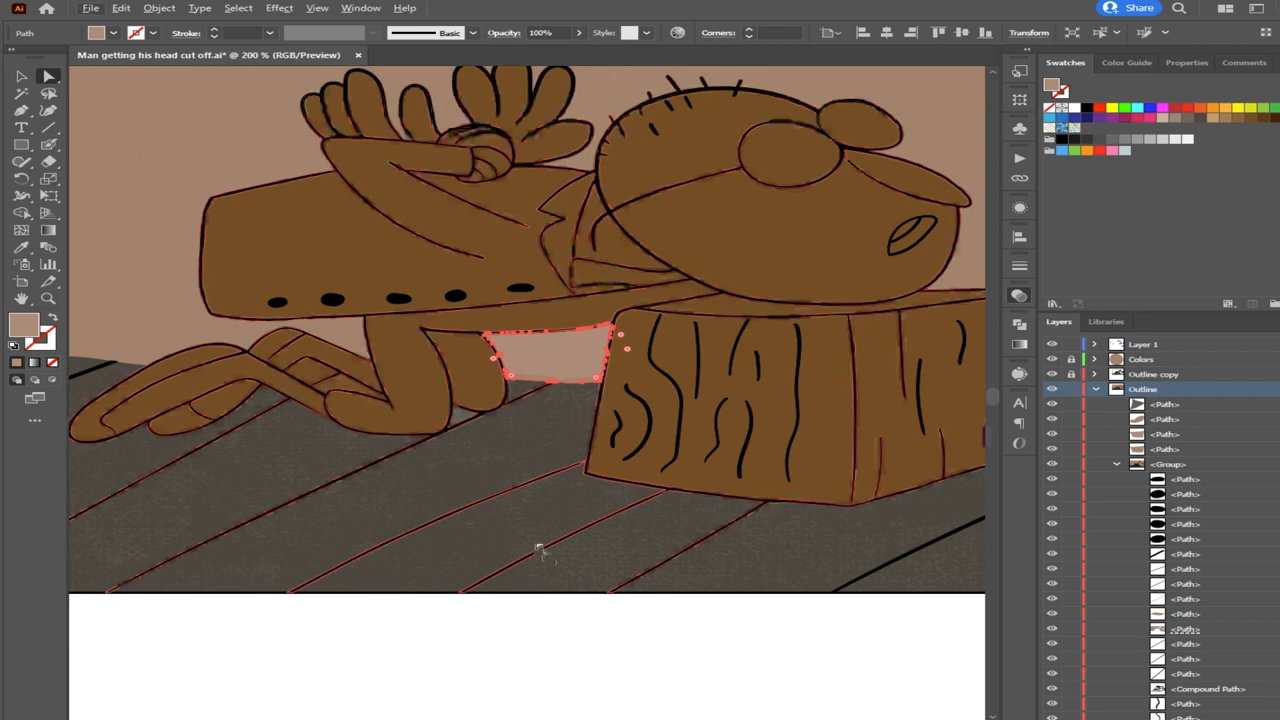 Ai File Edit Object Type Select Effect View Window Help Share
Path Stroke: Basic Opacity: 100% Style: Corners: Transform
Man getting his head cut off.ai* @ 200 % (RGB/Preview)
Swatches Color Guide Properties Comments
Layers Libraries
Layer 1
Colors
Outline copy
Outline
<Path>
<Path>
<Path>
<Path>
<Group>
<Path>
<Path>
<Path>
<Path>
<Path>
<Path>
<Path>
<Path>
<Path>
<Path>
<Path>
<Path>
<Path>
<Path>
<Compound Path>
<Path>